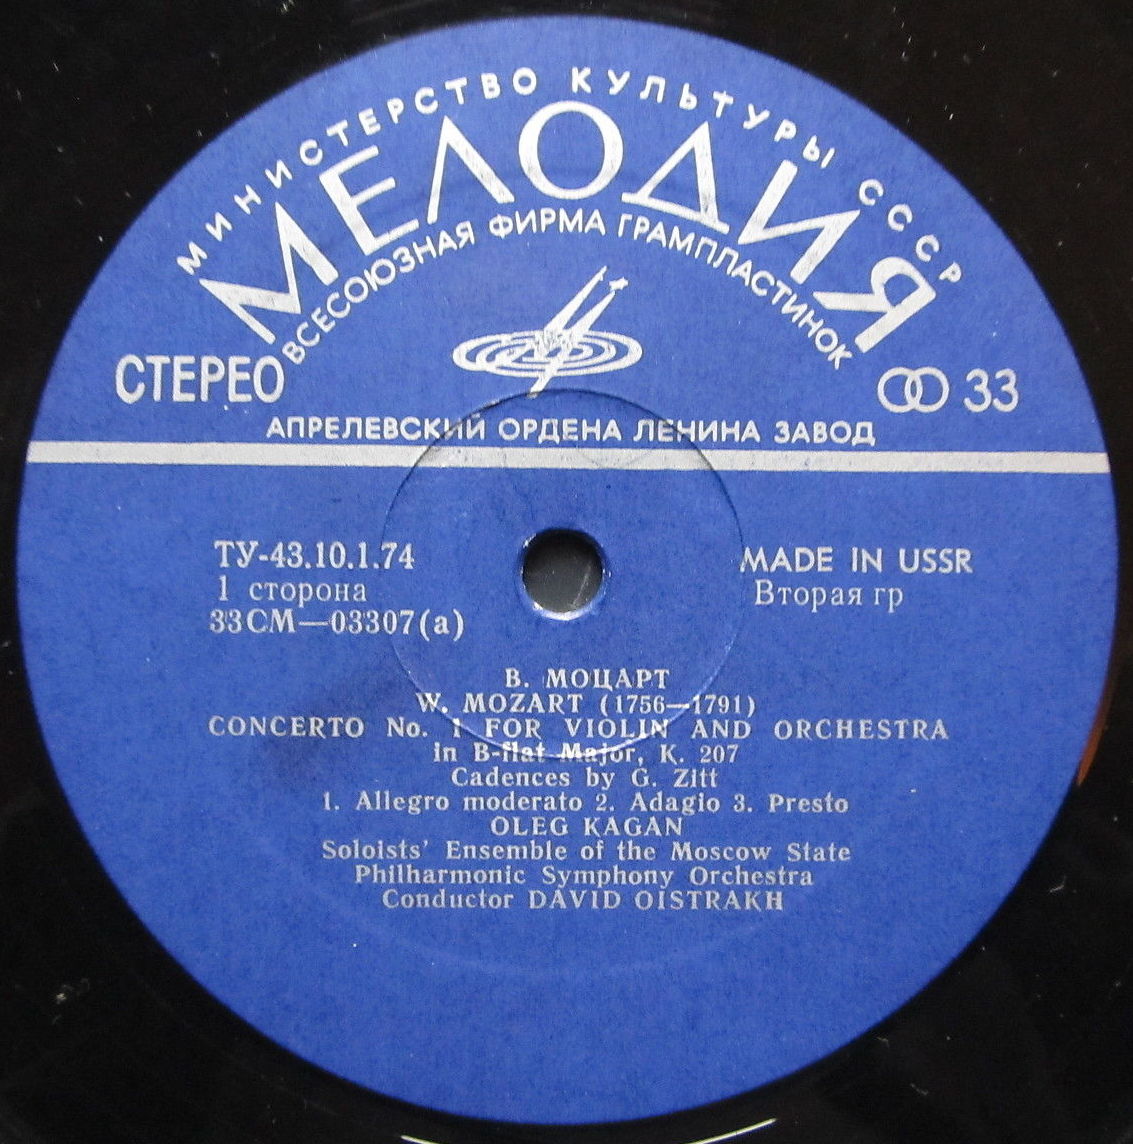 МИНИСТЕРСТВО КУЛЬТУРЫ СССР
МЕЛОДИЯ
ВСЕСОЮЗНАЯ ФИРМА ГРАМПЛАСТИНОК
СТЕРЕО
33
АПРЕЛЕВСКИЙ ОРДЕНА ЛЕНИНА ЗАВОД
ТУ-43.10.1.74
MADE IN USSR
1 сторона
Вторая гр
33СМ—03307(а)
В. МОЦАРТ
W. MOZART (1756—1791)
CONCERTO No. 1 FOR VIOLIN AND ORCHESTRA
in B-flat Major, K. 207
Cadences by G. Zitt
1. Allegro moderato 2. Adagio 3. Presto
OLEG KAGAN
Soloists' Ensemble of the Moscow State
Philharmonic Symphony Orchestra
Conductor DAVID OISTRAKH